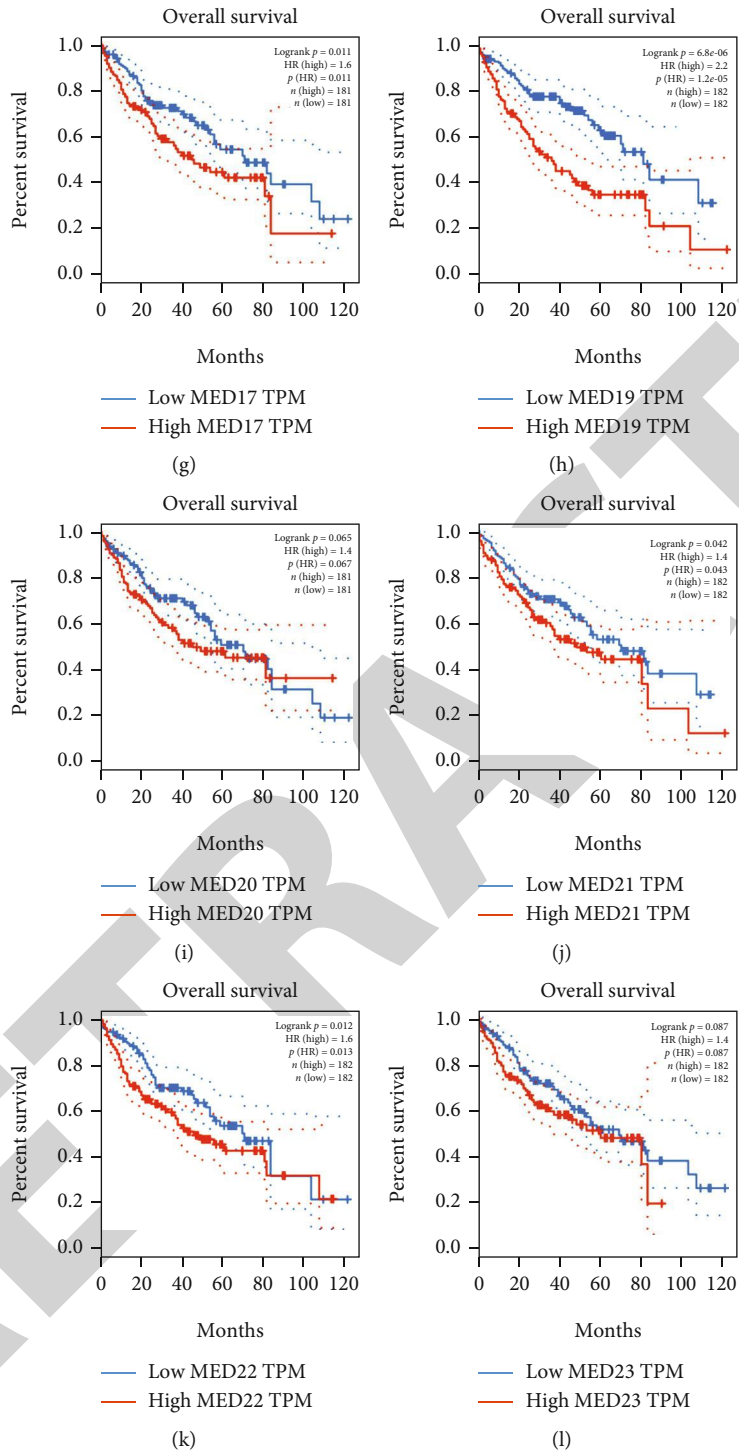 Overall survival
Percent survival
1.0
0.8
0.6
0.4
0.2
0.0
Logrank p = 0.011
HR (high) = 1.6
p (HR) = 0.011
n (high) = 181
n (low) = 181
0 20 40 60 80 100 120
Months
Low MED17 TPM
High MED17 TPM
(g)
Overall survival
Percent survival
1.0
0.8
0.6
0.4
0.2
0.0
Logrank p = 6.8e-06
HR (high) = 2.2
p (HR) = 1.2e-05
n (high) = 182
n (low) = 182
0 20 40 60 80 100 120
Months
Low MED19 TPM
High MED19 TPM
(h)
Overall survival
Percent survival
1.0
0.8
0.6
0.4
0.2
0.0
Logrank p = 0.065
HR (high) = 1.4
p (HR) = 0.067
n (high) = 181
n (low) = 181
0 20 40 60 80 100 120
Months
Low MED20 TPM
High MED20 TPM
(i)
Overall survival
Percent survival
1.0
0.8
0.6
0.4
0.2
0.0
Logrank p = 0.042
HR (high) = 1.4
p (HR) = 0.043
n (high) = 182
n (low) = 182
0 20 40 60 80 100 120
Months
Low MED21 TPM
High MED21 TPM
(j)
Overall survival
Percent survival
1.0
0.8
0.6
0.4
0.2
0.0
Logrank p = 0.012
HR (high) = 1.6
p (HR) = 0.013
n (high) = 182
n (low) = 182
0 20 40 60 80 100 120
Months
Low MED22 TPM
High MED22 TPM
(k)
Overall survival
Percent survival
1.0
0.8
0.6
0.4
0.2
0.0
Logrank p = 0.087
HR (high) = 1.4
p (HR) = 0.087
n (high) = 182
n (low) = 182
0 20 40 60 80 100 120
Months
Low MED23 TPM
High MED23 TPM
(l)
ETRACT